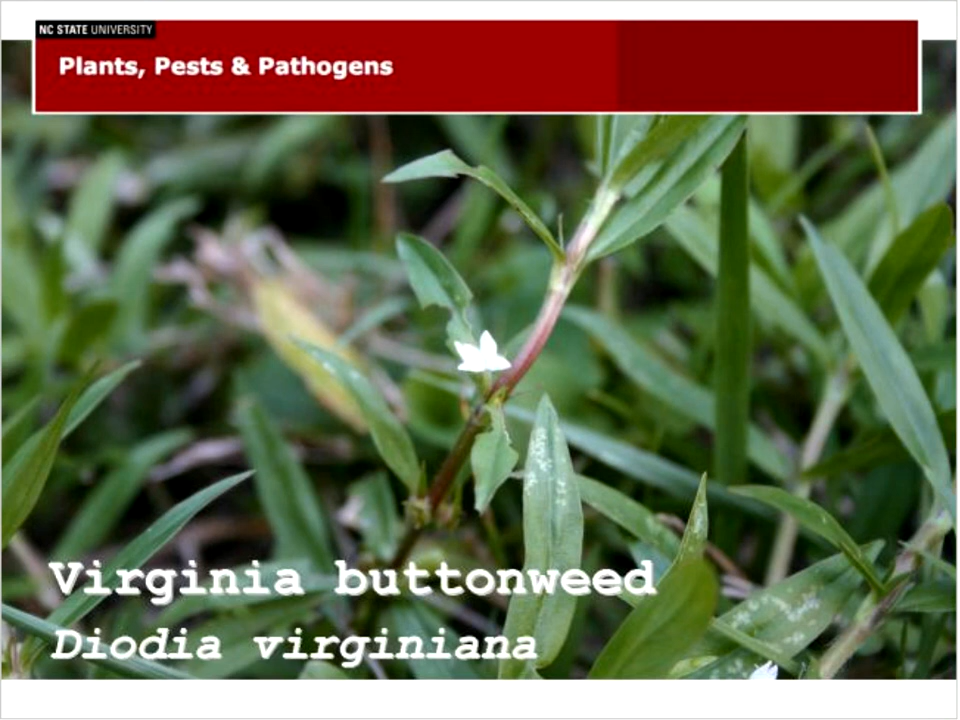 NC STATE UNIVERSITY
Plants, Pests & Pathogens
Virginia buttonweed
Diodia virginiana